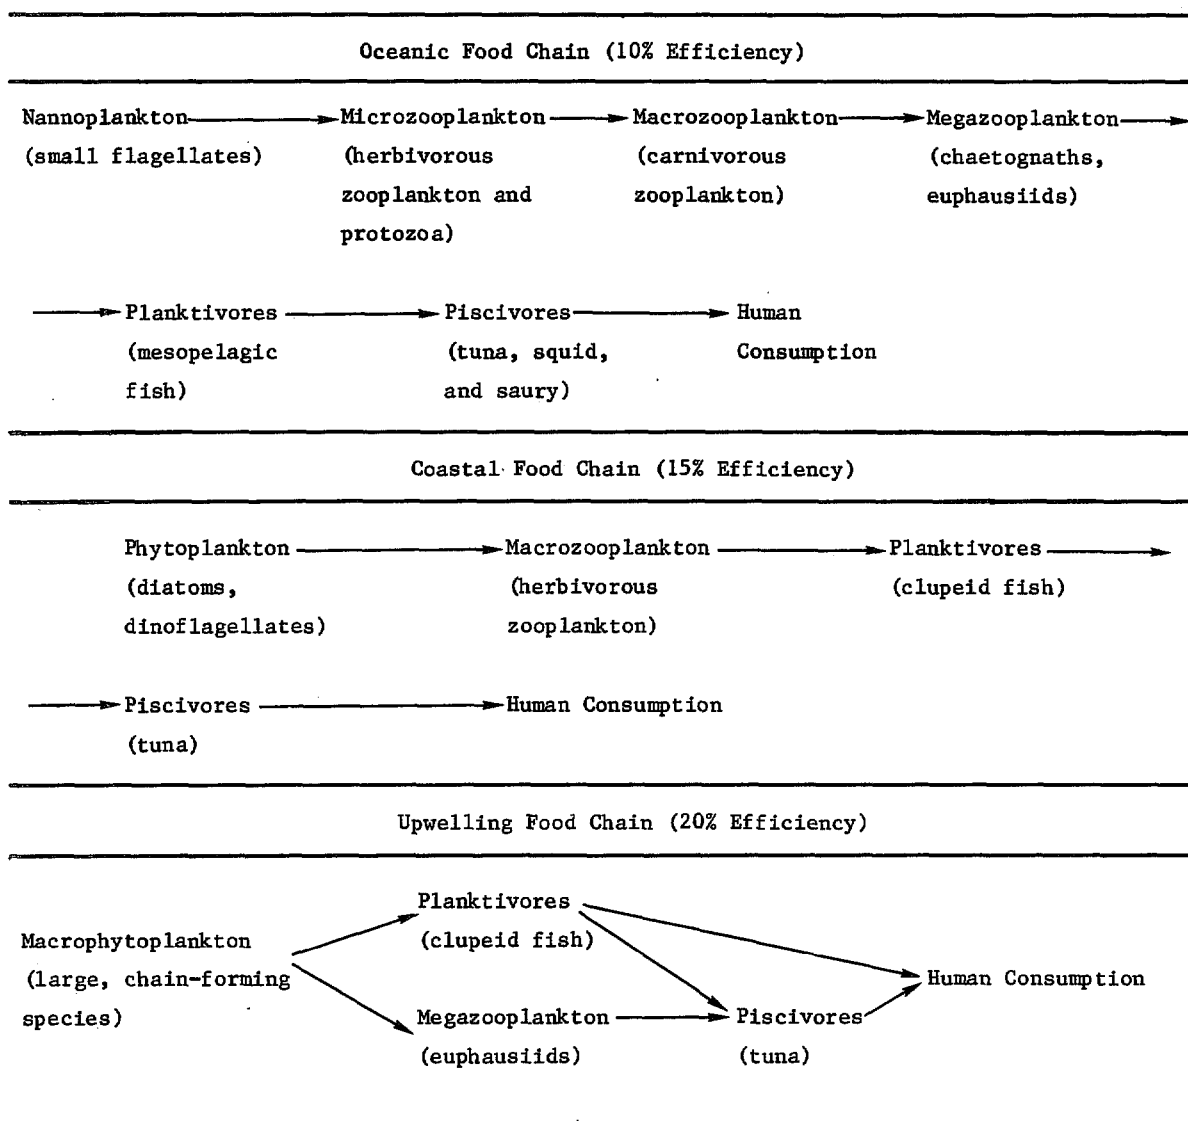 Oceanic Food Chain (10% Efficiency)
Nannoplankton Microzooplankton Macrozooplankton Megazooplankton
(small flagellates) (herbivorous (carnivorous (chaetognaths,
zooplankton and zooplankton) euphausiids)
protozoa)
Planktivores Piscivores Human
(mesopelagic (tuna, squid, Consumption
fish) and saury)
Coastal Food Chain (15% Efficiency)
Phytoplankton Macrozooplankton Planktivores
(diatoms, (herbivorous (clupeid fish)
dinoflagellates) zooplankton)
Piscivores Human Consumption
(tuna)
Upwelling Food Chain (20% Efficiency)
Planktivores
Macrophytoplankton (clupeid fish)
(large, chain-forming Human Consumption
species) Megazooplankton Piscivores
(euphausiids) (tuna)